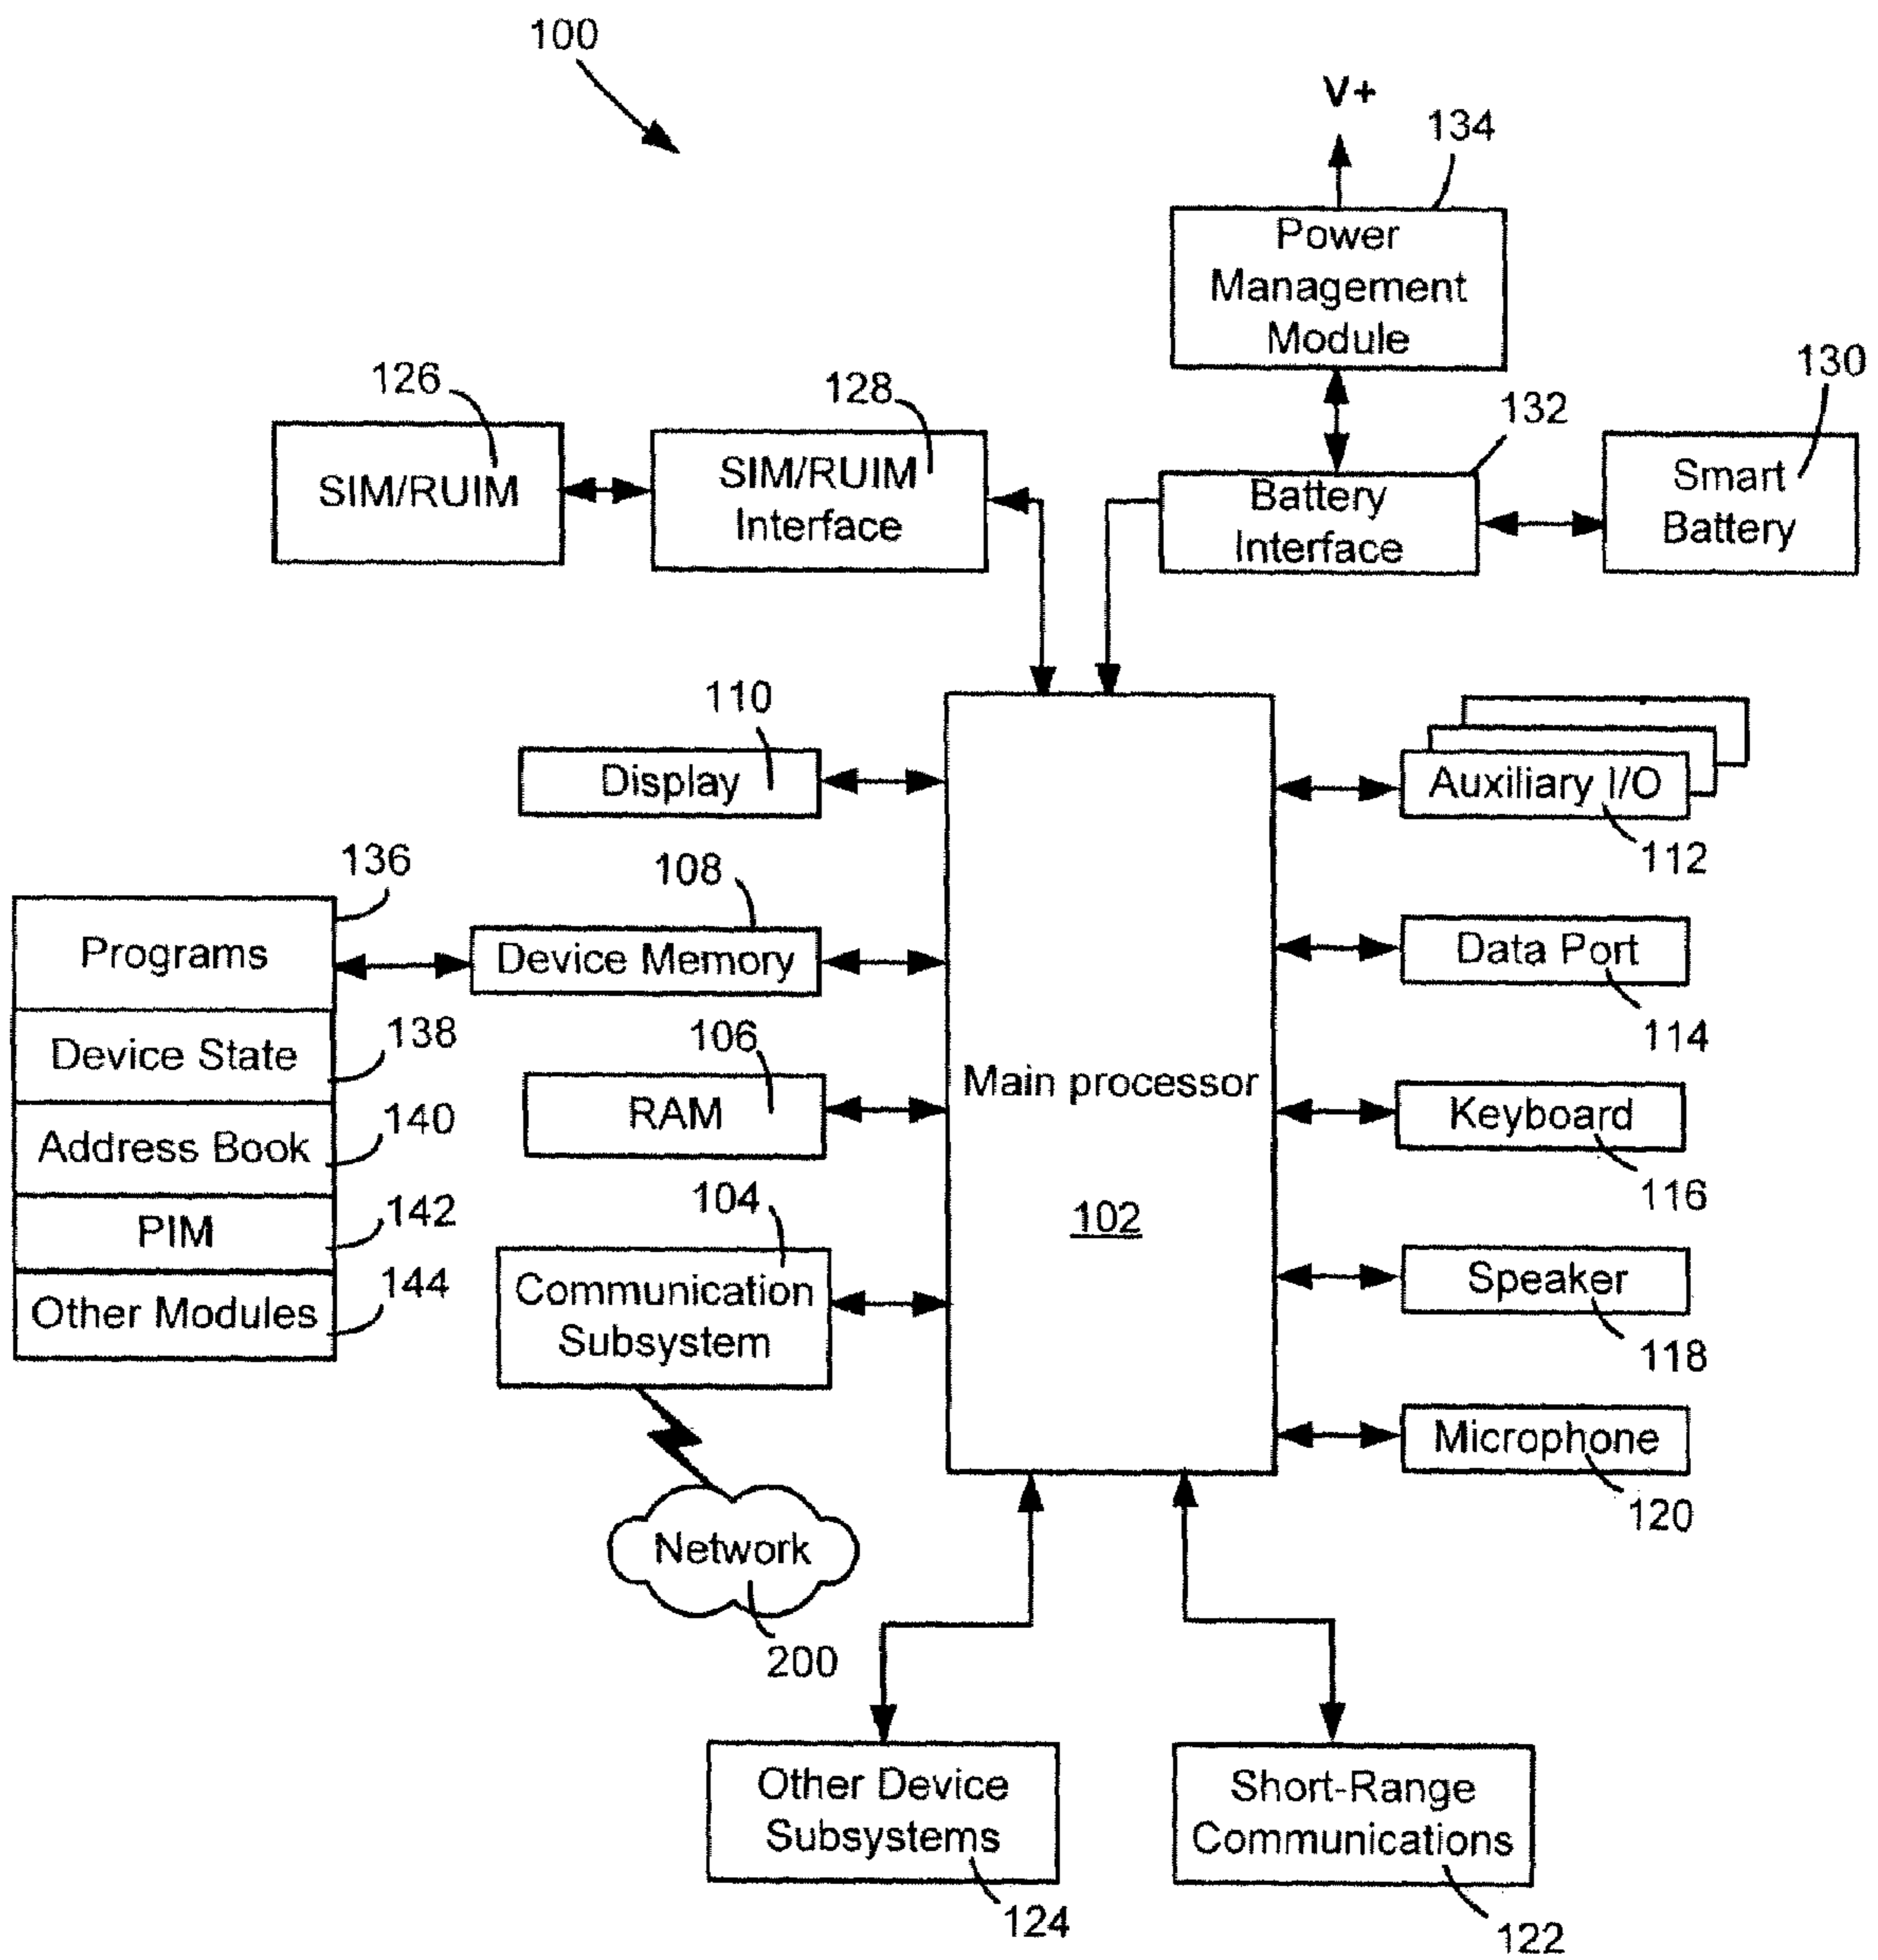 100
V+
134
Power
Management
Module
126
128
132
130
SIM/RUIM
SIM/RUIM
Interface
Battery
Interface
Smart
Battery
110
Display
Auxiliary I/O
112
136
108
Programs
Device Memory
Data Port
114
Device State
138
106
RAM
Main processor
102
Keyboard
116
Address Book
140
PIM
142
104
Communication
Subsystem
Speaker
118
Other Modules
144
Microphone
120
Network
200
Other Device
Subsystems
124
Short-Range
Communications
122